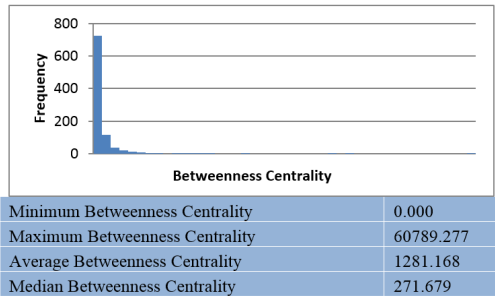 800
600
400
200
0
Frequency
Betweenness Centrality
Minimum Betweenness Centrality 0.000
Maximum Betweenness Centrality 60789.277
Average Betweenness Centrality 1281.168
Median Betweenness Centrality 271.679